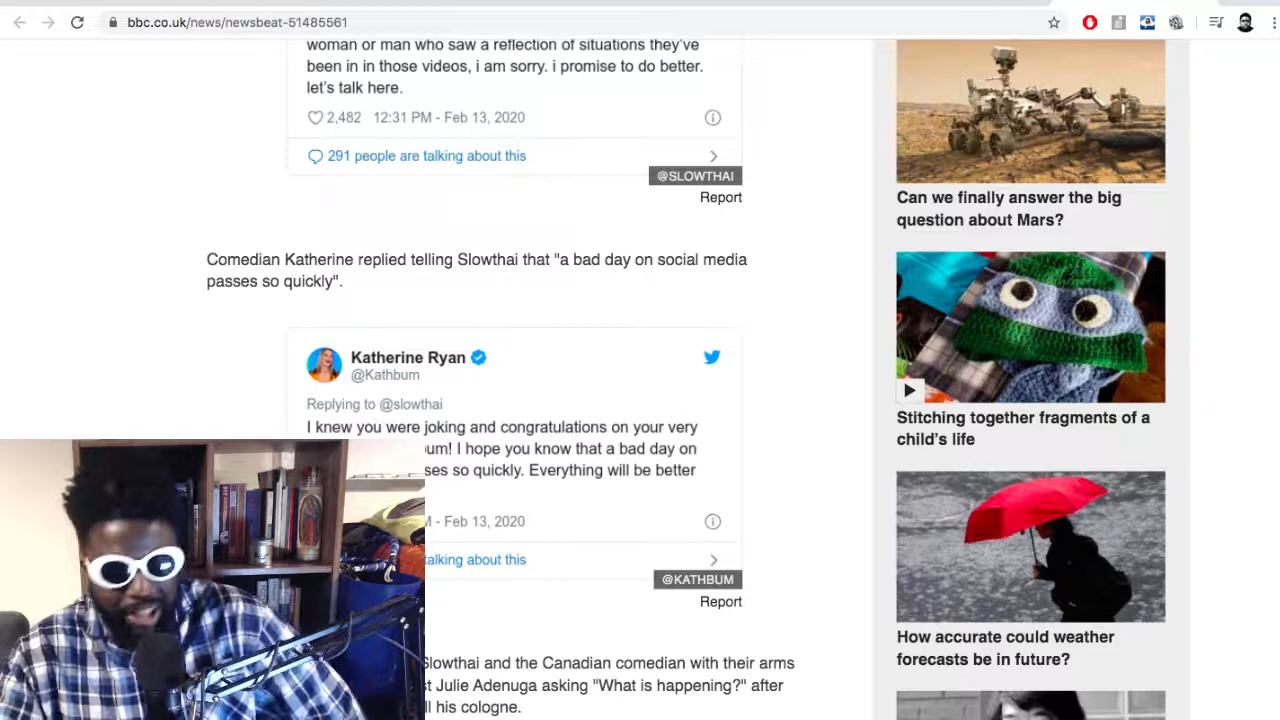 bbc.co.uk/news/newsbeat-51485561
woman or man who saw a reflection of situations they've
been in in those videos, i am sorry. i promise to do better.
let's talk here.
2,482 12:31 PM - Feb 13, 2020
291 people are talking about this
@SLOWTHAI
Report
Comedian Katherine replied telling Slowthai that "a bad day on social media
passes so quickly".
Katherine Ryan
@Kathbum
Replying to @slowthai
I knew you were joking and congratulations on your very
um! I hope you know that a bad day on
ses so quickly. Everything will be better
M - Feb 13, 2020
alking about this
@KATHBUM
Report
Slowthai and the Canadian comedian with their arms
t Julie Adenuga asking "What is happening?" after
ll his cologne.
Can we finally answer the big
question about Mars?
Stitching together fragments of a
child's life
How accurate could weather
forecasts be in future?